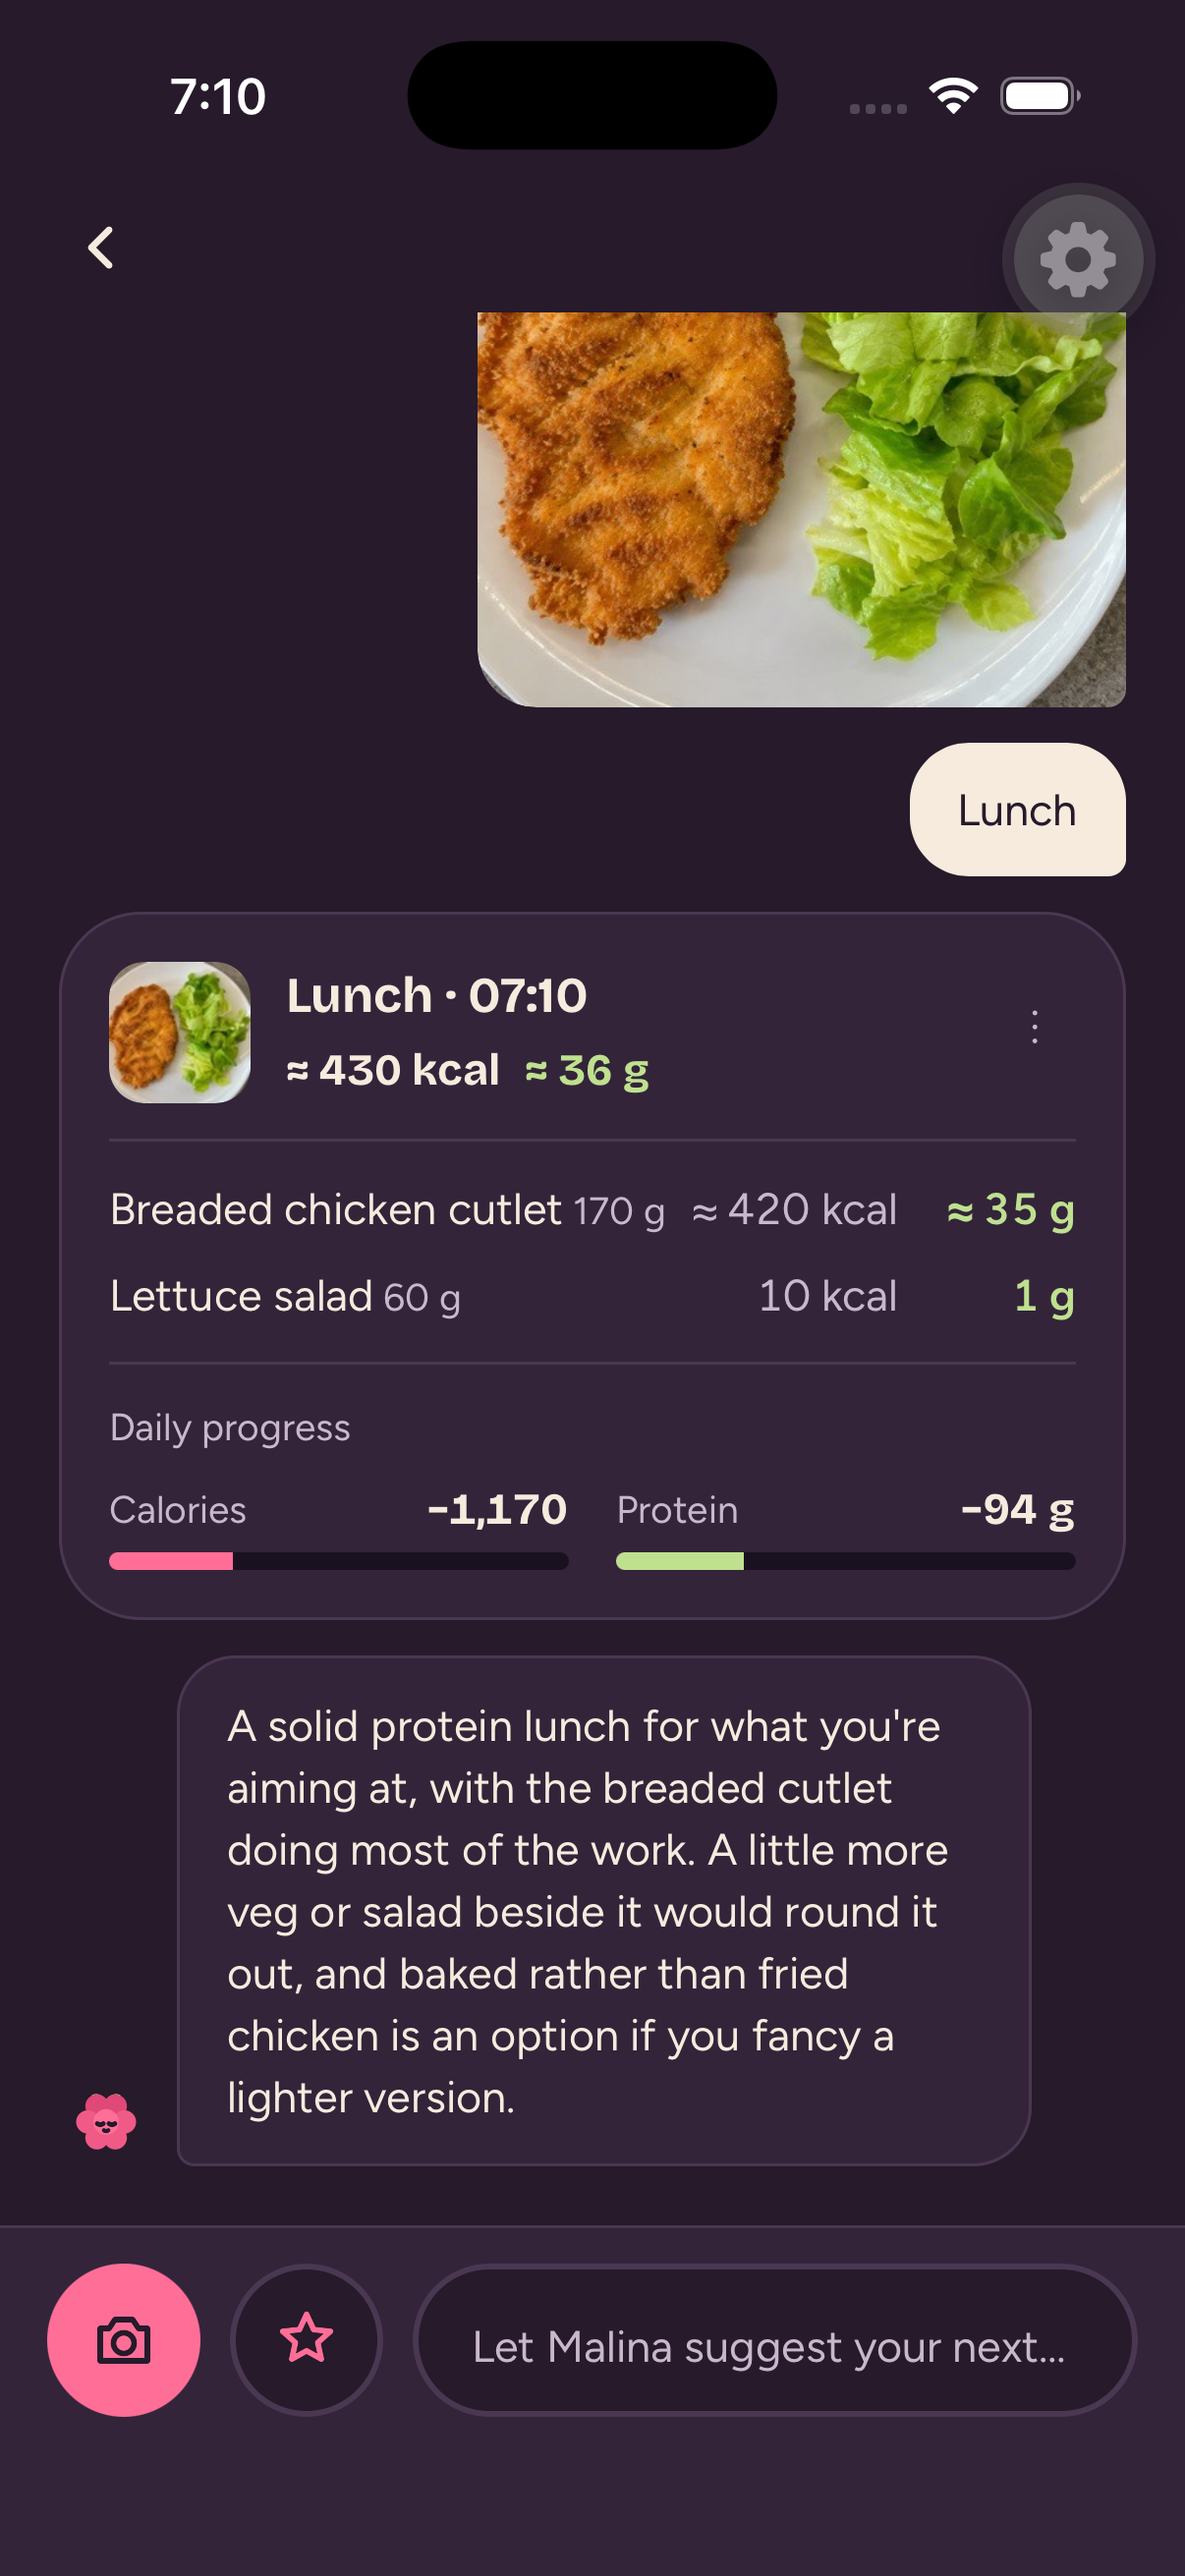 7:10
Lunch
Lunch · 07:10
≈ 430 kcal ≈ 36 g
Breaded chicken cutlet 170 g ≈ 420 kcal ≈ 35 g
Lettuce salad 60 g 10 kcal 1 g
Daily progress
Calories −1,170 Protein −94 g
A solid protein lunch for what you're
aiming at, with the breaded cutlet
doing most of the work. A little more
veg or salad beside it would round it
out, and baked rather than fried
chicken is an option if you fancy a
lighter version.
Let Malina suggest your next...